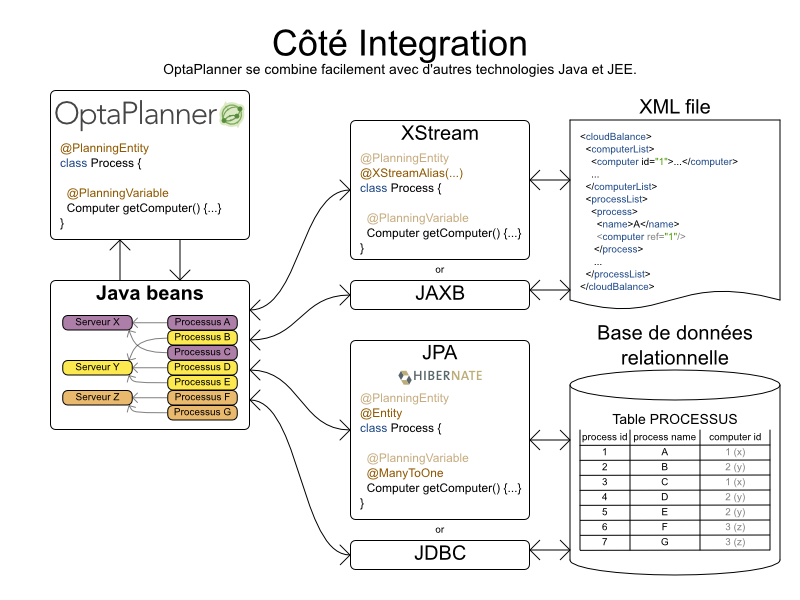 Côté Integration
OptaPlanner se combine facilement avec d'autres technologies Java et JEE.
OptaPlanner
@PlanningEntity
class Process {
@PlanningVariable
Computer getComputer() {...}
}
Java beans
Serveur X
Serveur Y
Serveur Z
Processus A
Processus B
Processus C
Processus D
Processus E
Processus F
Processus G
XStream
@PlanningEntity
@XStreamAlias(...)
class Process {
@PlanningVariable
Computer getComputer() {...}
}
or
JAXB
JPA
HIBERNATE
@PlanningEntity
@Entity
class Process {
@PlanningVariable
@ManyToOne
Computer getComputer() {...}
}
or
JDBC
XML file
<cloudBalance>
<computerList>
<computer id="1">...</computer>
...
</computerList>
<processList>
<process>
<name>A</name>
<computer ref="1"/>
</process>
...
</processList>
</cloudBalance>
Base de données
relationnelle
Table PROCESSUS
process id process name computer id
1 A 1 (x)
2 B 2 (y)
3 C 1 (x)
4 D 2 (y)
5 E 2 (y)
6 F 3 (z)
7 G 3 (z)